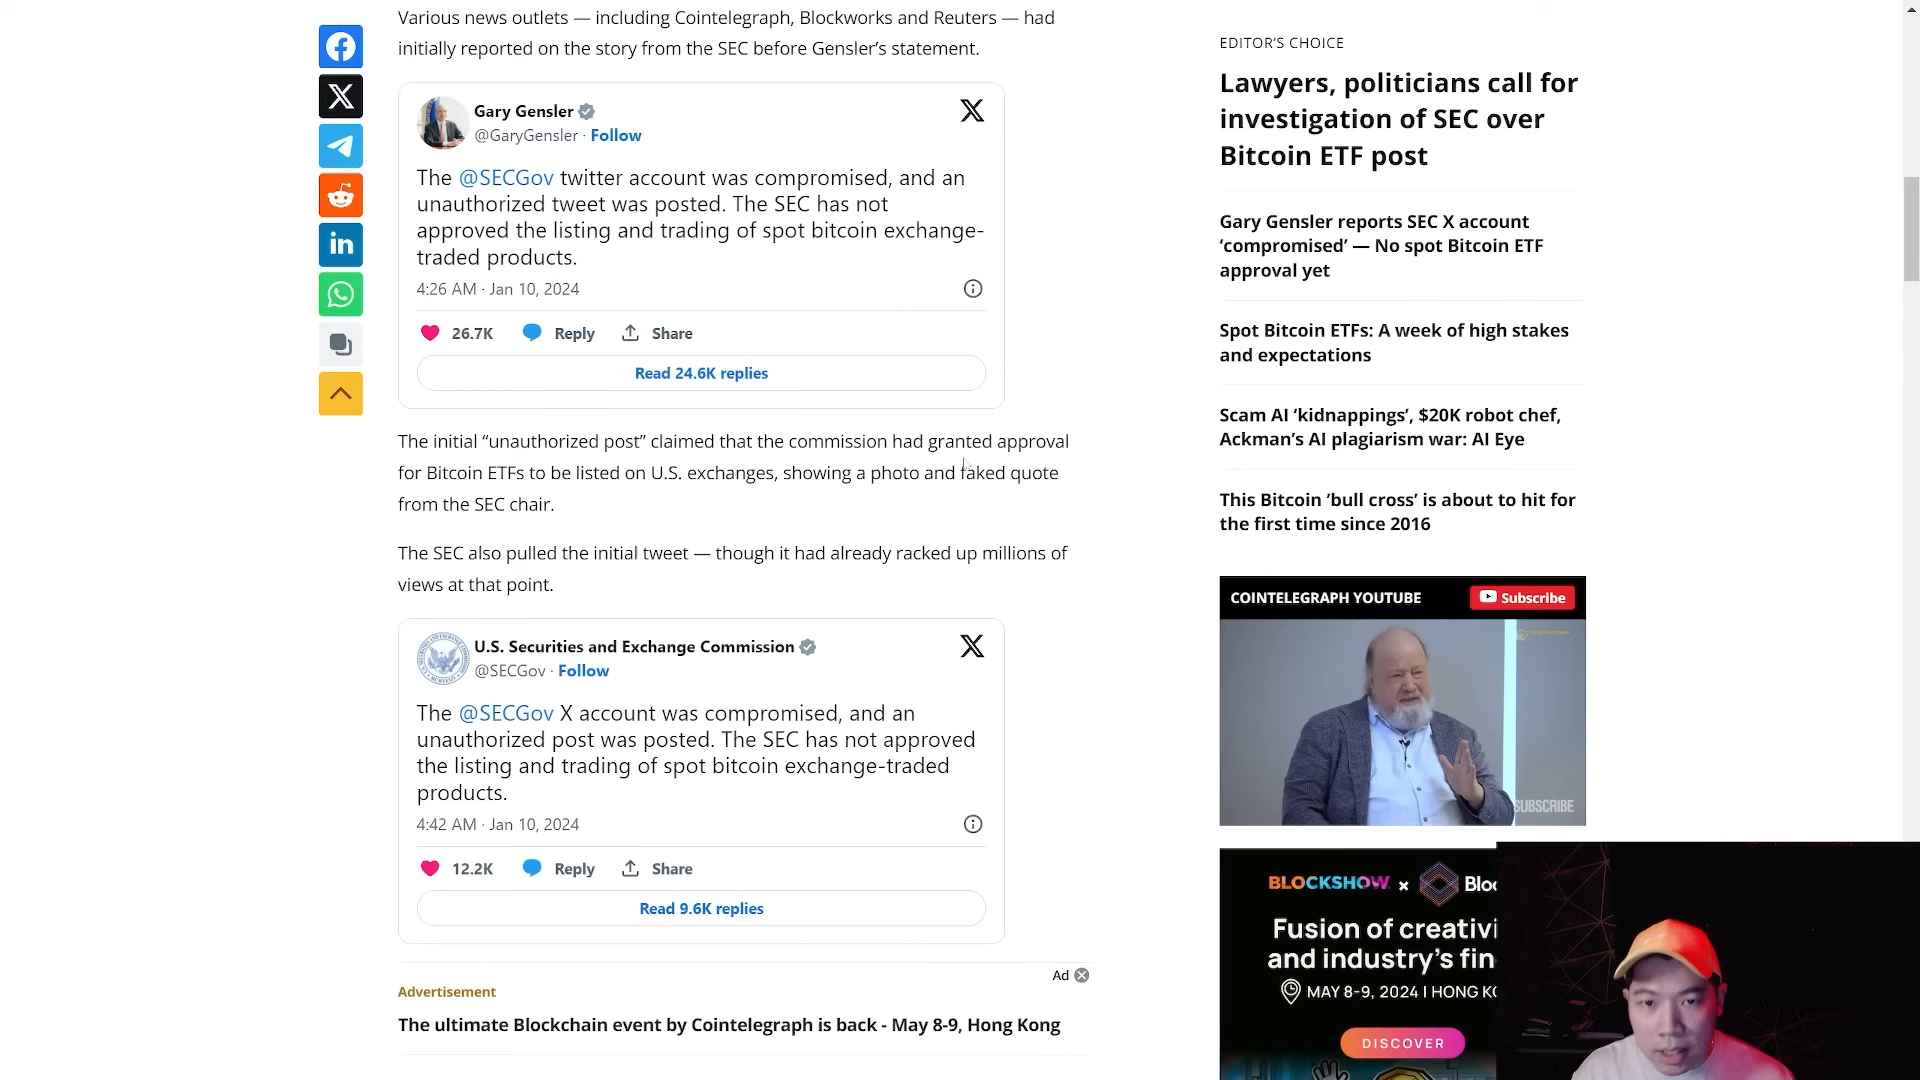 Various news outlets — including Cointelegraph, Blockworks and Reuters — had
initially reported on the story from the SEC before Gensler’s statement.
Gary Gensler
@GaryGensler · Follow
The @SECGov twitter account was compromised, and an
unauthorized tweet was posted. The SEC has not
approved the listing and trading of spot bitcoin exchange-
traded products.
4:26 AM · Jan 10, 2024
26.7K Reply Share
Read 24.6K replies
The initial “unauthorized post” claimed that the commission had granted approval
for Bitcoin ETFs to be listed on U.S. exchanges, showing a photo and faked quote
from the SEC chair.
The SEC also pulled the initial tweet — though it had already racked up millions of
views at that point.
U.S. Securities and Exchange Commission
@SECGov · Follow
The @SECGov X account was compromised, and an
unauthorized post was posted. The SEC has not approved
the listing and trading of spot bitcoin exchange-traded
products.
4:42 AM · Jan 10, 2024
12.2K Reply Share
Read 9.6K replies
Ad
Advertisement
The ultimate Blockchain event by Cointelegraph is back - May 8-9, Hong Kong
EDITOR’S CHOICE
Lawyers, politicians call for
investigation of SEC over
Bitcoin ETF post
Gary Gensler reports SEC X account
‘compromised’ — No spot Bitcoin ETF
approval yet
Spot Bitcoin ETFs: A week of high stakes
and expectations
Scam AI ‘kidnappings’, $20K robot chef,
Ackman’s AI plagiarism war: AI Eye
This Bitcoin ’bull cross’ is about to hit for
the first time since 2016
COINTELEGRAPH YOUTUBE Subscribe
SUBSCRIBE
BLOCKSHOW × Bloc
Fusion of creativi
and industry’s fin
MAY 8-9, 2024 | HONG KO
DISCOVER